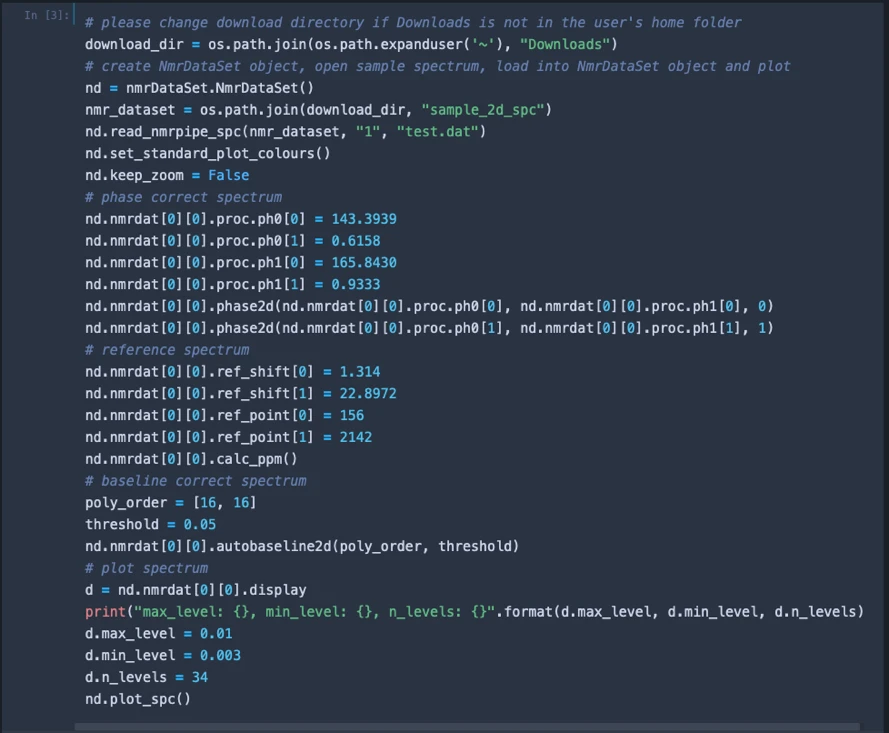 In [3]:
# please change download directory if Downloads is not in the user's home folder
download_dir = os.path.join(os.path.expanduser('~'), "Downloads")
# create NmrDataSet object, open sample spectrum, load into NmrDataSet object and plot
nd = nmrDataSet.NmrDataSet()
nmr_dataset = os.path.join(download_dir, "sample_2d_spc")
nd.read_nmrpipe_spc(nmr_dataset, "1", "test.dat")
nd.set_standard_plot_colours()
nd.keep_zoom = False
# phase correct spectrum
nd.nmrdat[0][0].proc.ph0[0] = 143.3939
nd.nmrdat[0][0].proc.ph0[1] = 0.6158
nd.nmrdat[0][0].proc.ph1[0] = 165.8430
nd.nmrdat[0][0].proc.ph1[1] = 0.9333
nd.nmrdat[0][0].phase2d(nd.nmrdat[0][0].proc.ph0[0], nd.nmrdat[0][0].proc.ph1[0], 0)
nd.nmrdat[0][0].phase2d(nd.nmrdat[0][0].proc.ph0[1], nd.nmrdat[0][0].proc.ph1[1], 1)
# reference spectrum
nd.nmrdat[0][0].ref_shift[0] = 1.314
nd.nmrdat[0][0].ref_shift[1] = 22.8972
nd.nmrdat[0][0].ref_point[0] = 156
nd.nmrdat[0][0].ref_point[1] = 2142
nd.nmrdat[0][0].calc_ppm()
# baseline correct spectrum
poly_order = [16, 16]
threshold = 0.05
nd.nmrdat[0][0].autobaseline2d(poly_order, threshold)
# plot spectrum
d = nd.nmrdat[0][0].display
print("max_level: {}, min_level: {}, n_levels: {}".format(d.max_level, d.min_level, d.n_levels)
d.max_level = 0.01
d.min_level = 0.003
d.n_levels = 34
nd.plot_spc()